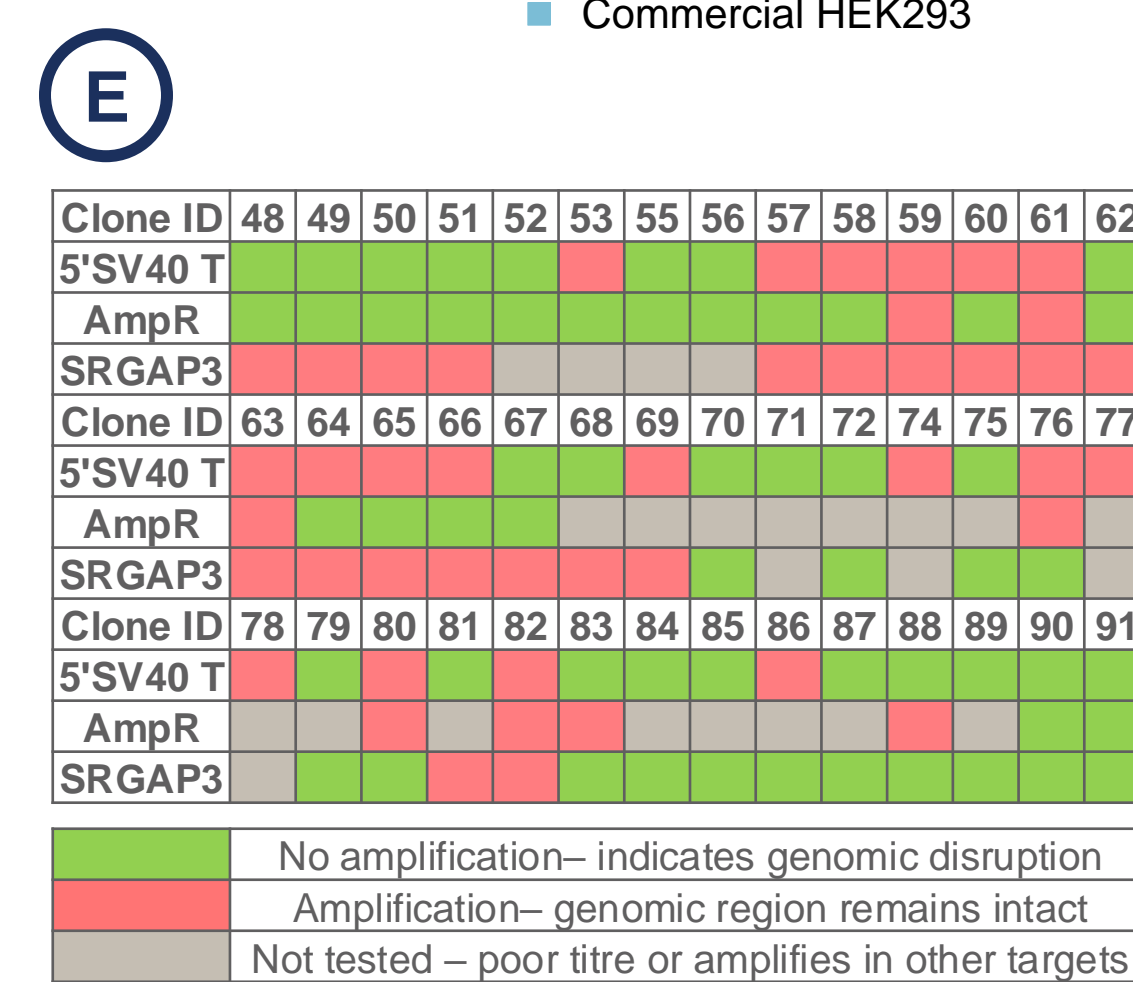 Commercial HEK293
E
Clone ID 48 49 50 51 52 53 55 56 57 58 59 60 61 62
5'SV40 T
AmpR
SRGAP3
Clone ID 63 64 65 66 67 68 69 70 71 72 74 75 76 77
5'SV40 T
AmpR
SRGAP3
Clone ID 78 79 80 81 82 83 84 85 86 87 88 89 90 91
5'SV40 T
AmpR
SRGAP3
No amplification– indicates genomic disruption
Amplification– genomic region remains intact
Not tested – poor titre or amplifies in other targets